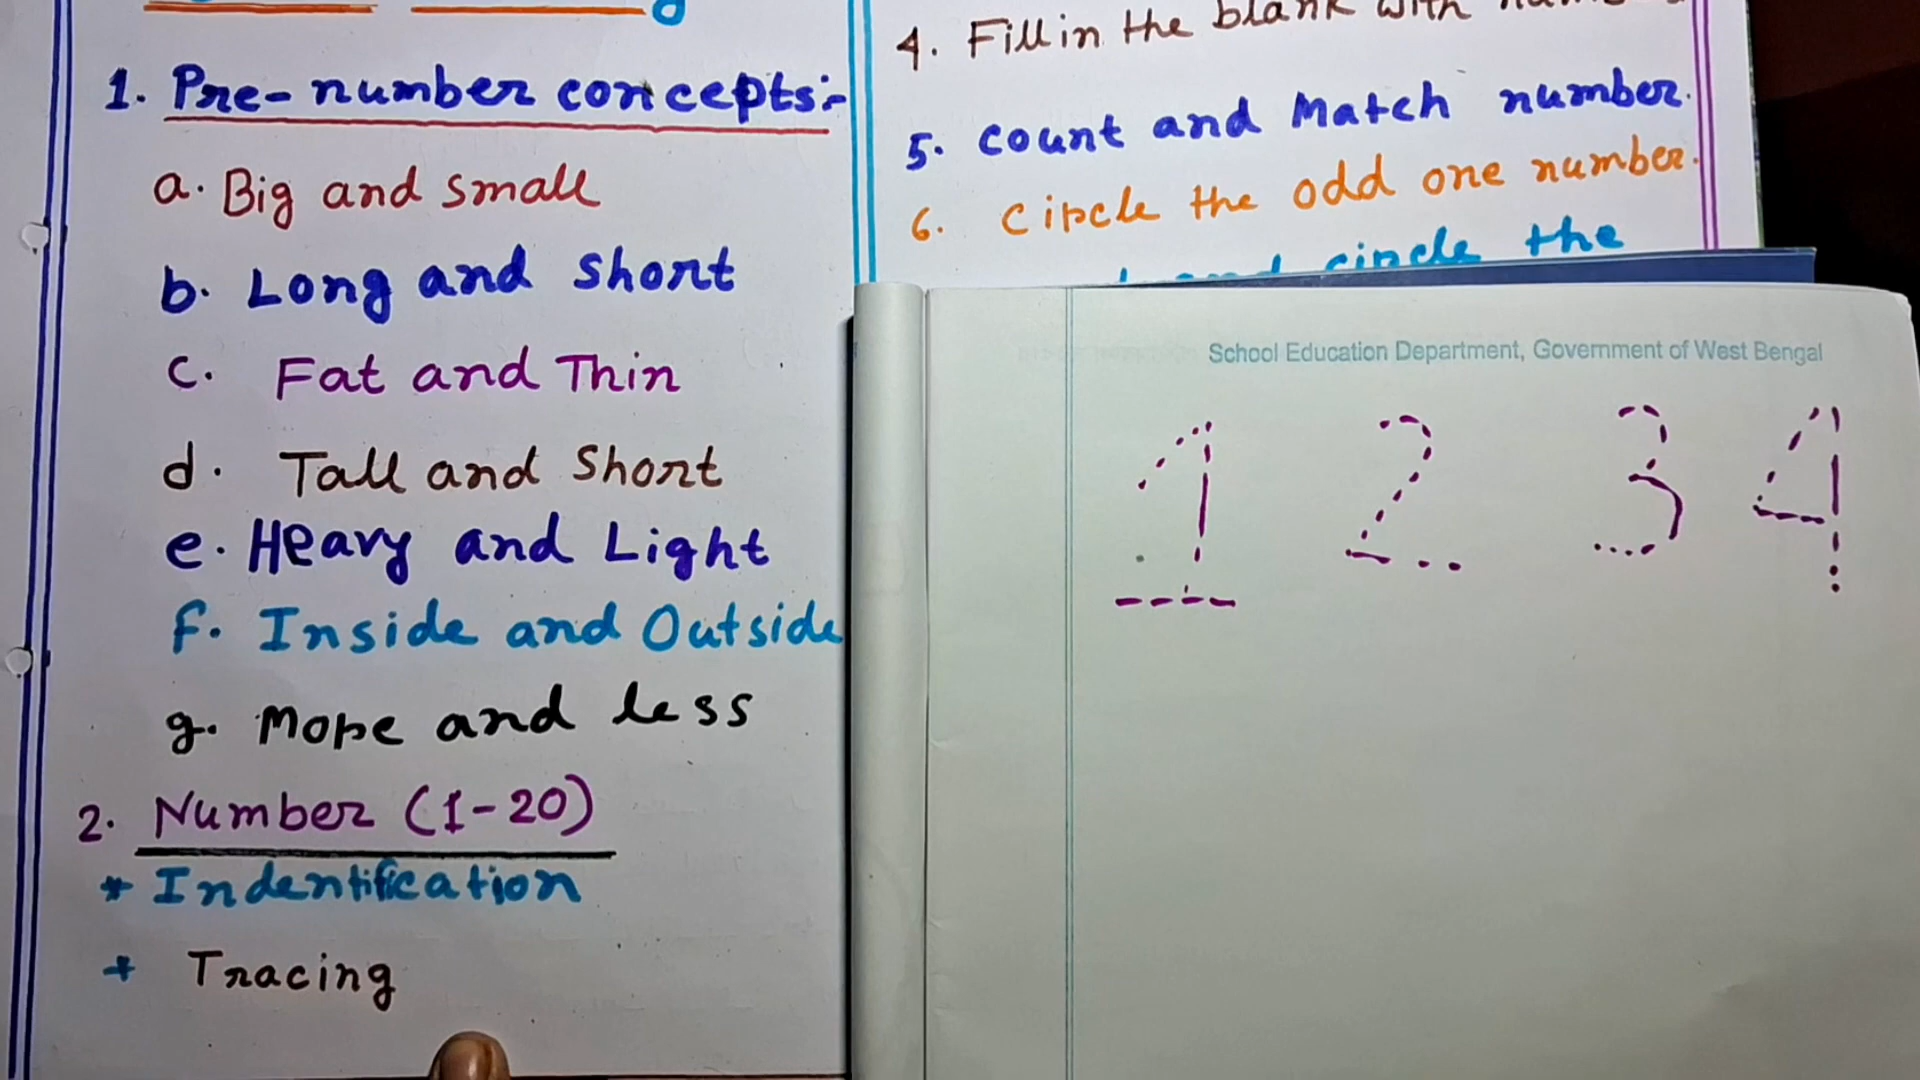 1. Pre-number concepts:-
a. Big and small
b. Long and short
c. Fat and Thin
d. Tall and Short
e. Heavy and Light
f. Inside and Outside
g. More and less
2. Number (1-20)
* Indentification
+ Tracing
4. Fill in the blank with
5. Count and Match number.
6. Circle the odd one number.
and circle the
School Education Department, Government of West Bengal
1 2 3 4